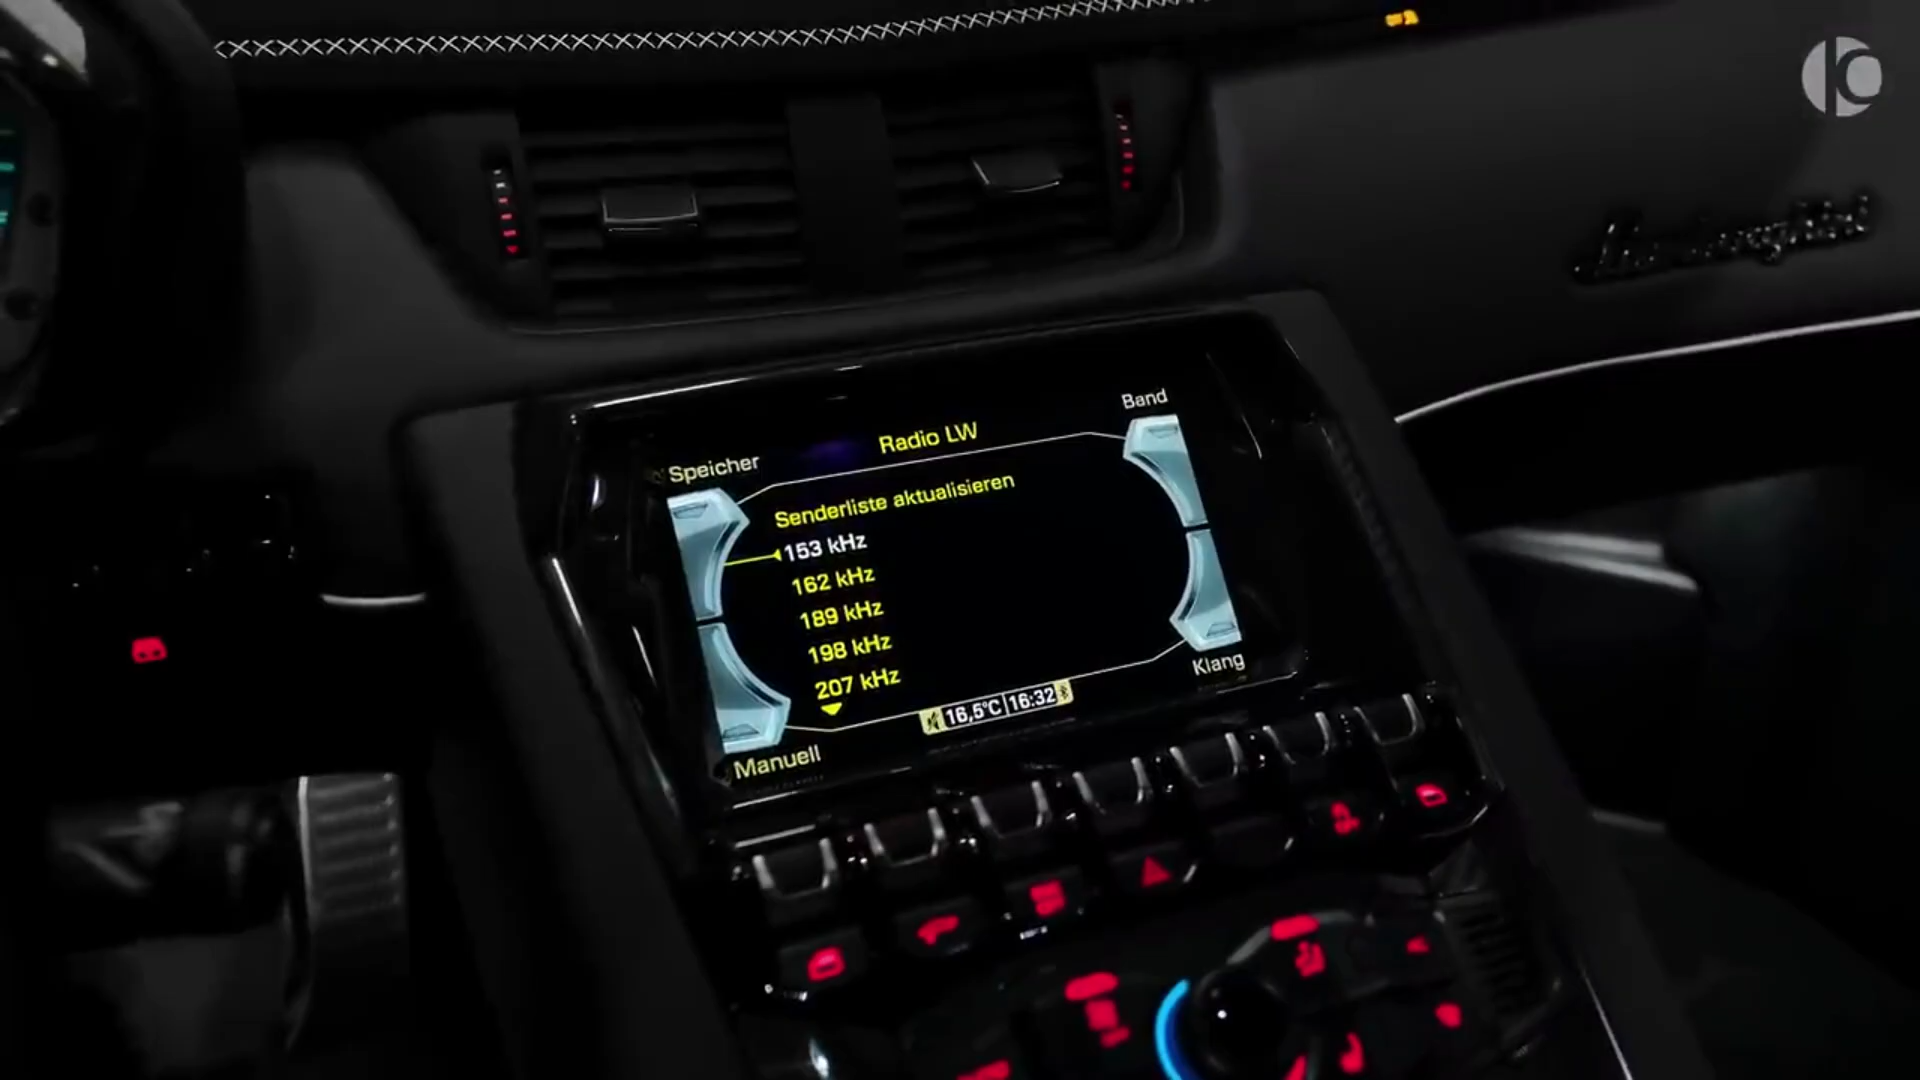 Lamborghini
Band
Radio LW
Speicher
Senderliste aktualisieren
153 kHz
162 kHz
189 kHz
198 kHz
207 kHz
16,5°C 16:32
Klang
Manuell